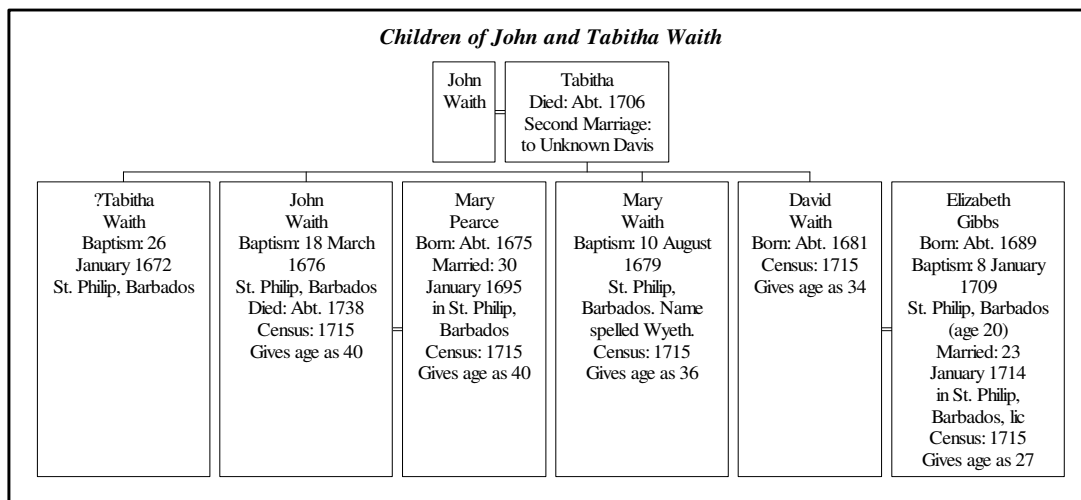 Children of John and Tabitha Waith
John
Waith
Tabitha
Died: Abt. 1706
Second Marriage:
to Unknown Davis
?Tabitha
Waith
Baptism: 26
January 1672
St. Philip, Barbados
John
Waith
Baptism: 18 March
1676
St. Philip, Barbados
Died: Abt. 1738
Census: 1715
Gives age as 40
Mary
Pearce
Born: Abt. 1675
Married: 30
January 1695
in St. Philip,
Barbados
Census: 1715
Gives age as 40
Mary
Waith
Baptism: 10 August
1679
St. Philip,
Barbados. Name
spelled Wyeth.
Census: 1715
Gives age as 36
David
Waith
Born: Abt. 1681
Census: 1715
Gives age as 34
Elizabeth
Gibbs
Born: Abt. 1689
Baptism: 8 January
1709
St. Philip, Barbados
(age 20)
Married: 23
January 1714
in St. Philip,
Barbados, lic
Census: 1715
Gives age as 27